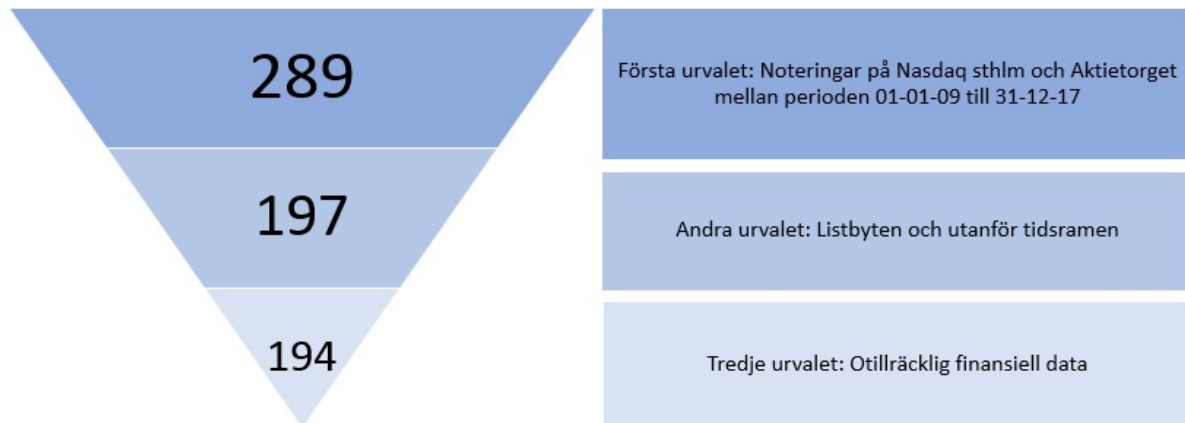 289
Första urvalet: Noteringar på Nasdaq sthlm och Aktietorget
mellan perioden 01-01-09 till 31-12-17
197
Andra urvalet: Listbyten och utanför tidsramen
194
Tredje urvalet: Otillräcklig finansiell data